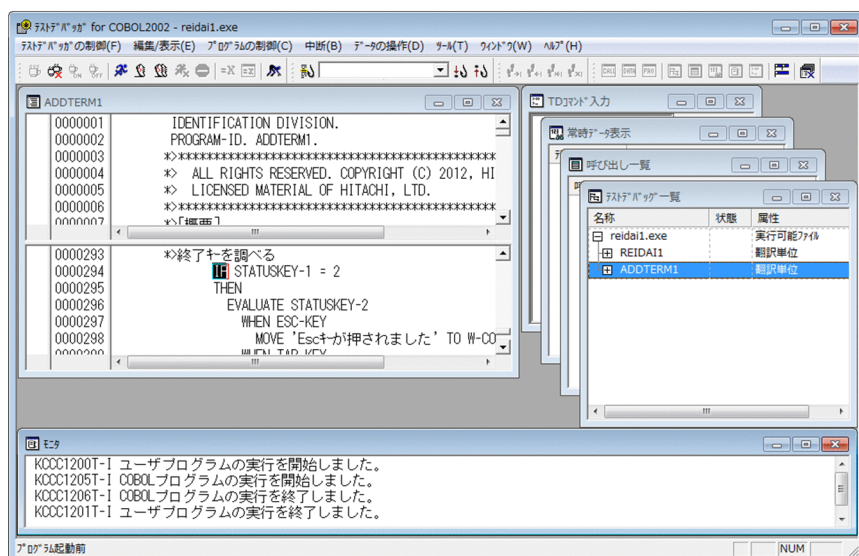 ﾃｽﾄﾃﾞﾊﾞｯｶﾞ for COBOL2002 - reidai1.exe
ﾃｽﾄﾃﾞﾊﾞｯｶﾞの制御(F) 編集/表示(E) ﾌﾟﾛｸﾞﾗﾑの制御(C) 中断(B) ﾃﾞｰﾀの操作(D) ﾂｰﾙ(T) ｳｨﾝﾄﾞｳ(W) ﾍﾙﾌﾟ(H)
ADDTERM1
0000001 IDENTIFICATION DIVISION.
0000002 PROGRAM-ID. ADDTERM1.
0000003 *>*******************************************
0000004 *> ALL RIGHTS RESERVED. COPYRIGHT (C) 2012, HI
0000005 *> LICENSED MATERIAL OF HITACHI, LTD.
0000006 *>*******************************************
0000007 *>[概要]
0000293 *>終了キーを調べる
0000294 IF STATUSKEY-1 = 2
0000295 THEN
0000296 EVALUATE STATUSKEY-2
0000297 WHEN ESC-KEY
0000298 MOVE 'Escｷｰが押されました' TO W-CO
0000299 WHEN TAB-KEY
TDｺﾏﾝﾄﾞ入力
常時ﾃﾞｰﾀ表示
呼び出し一覧
ﾃｽﾄﾃﾞﾊﾞｯｸﾞ一覧
名称 状態 属性
reidai1.exe 実行可能ﾌｧｲﾙ
REIDAI1 翻訳単位
ADDTERM1 翻訳単位
ﾓﾆﾀ
KCCC1200T-I ユーザプログラムの実行を開始しました。
KCCC1205T-I COBOLプログラムの実行を開始しました。
KCCC1206T-I COBOLプログラムの実行を終了しました。
KCCC1201T-I ユーザプログラムの実行を終了しました。
ﾌﾟﾛｸﾞﾗﾑ起動前 NUM